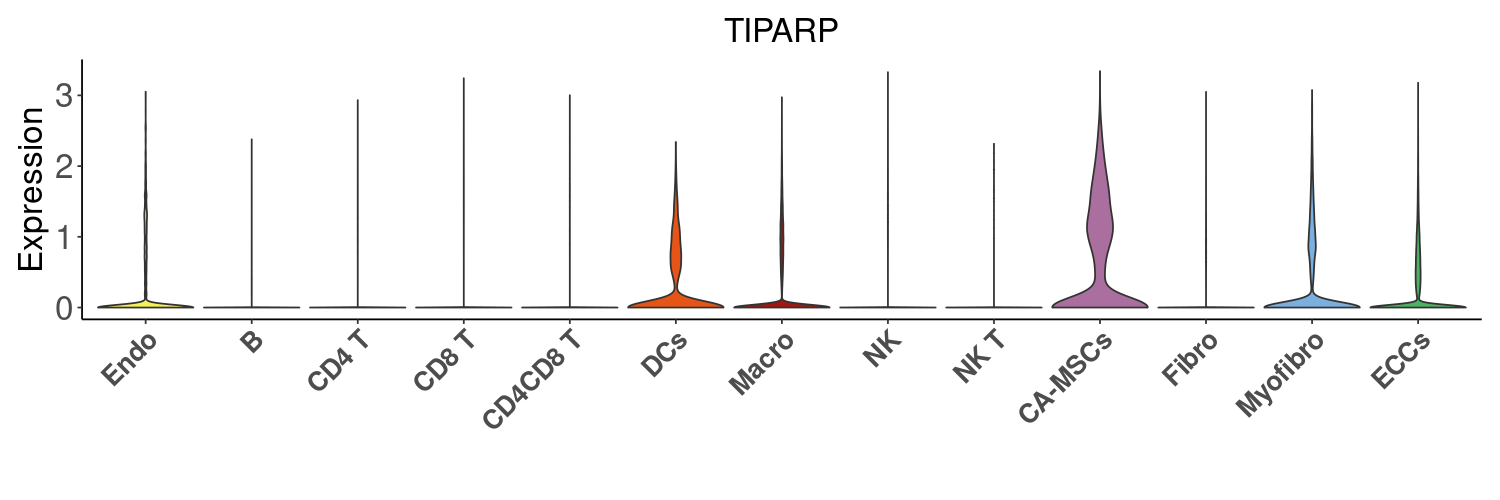 TIPARP
Expression
3
2
1
0
Endo
B
CD4 T
CD8 T
CD4CD8 T
DCs
Macro
NK
NK T
CA-MSCs
Fibro
Myofibro
ECCs